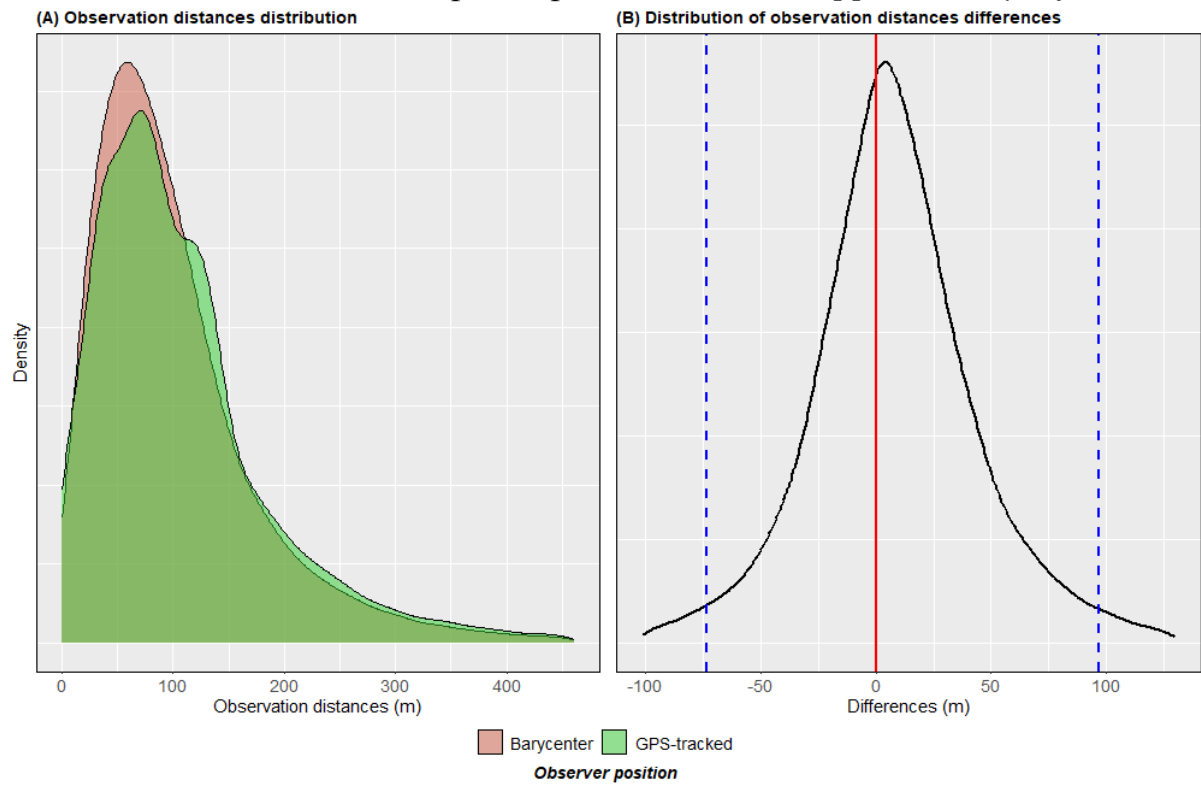 (A) Observation distances distribution
(B) Distribution of observation distances differences
Density
0 100 200 300 400
Observation distances (m)
-100 -50 0 50 100
Differences (m)
Barycenter GPS-tracked
Observer position